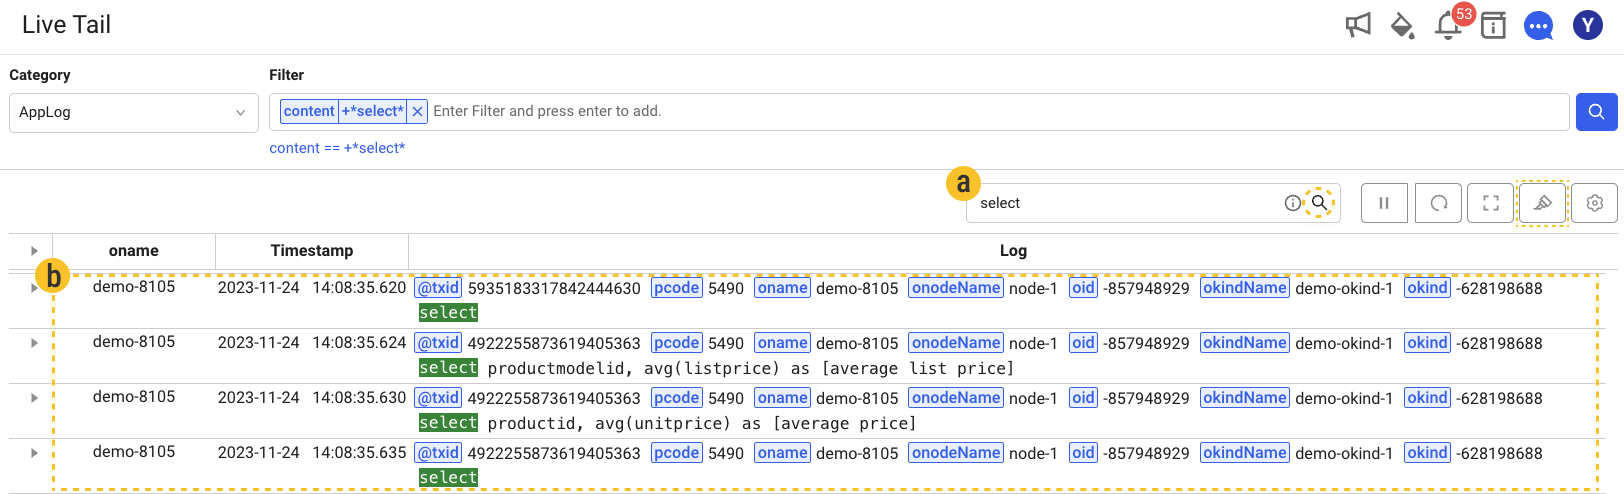 Live Tail
53
Y
Category
Filter
AppLog
content +*select* × Enter Filter and press enter to add.
content == +*select*
a
select
oname Timestamp Log
b
demo-8105 2023-11-24 14:08:35.620 @txid 5935183317842444630 pcode 5490 oname demo-8105 onodeName node-1 oid -857948929 okindName demo-okind-1 okind -628198688
select
demo-8105 2023-11-24 14:08:35.624 @txid 4922255873619405363 pcode 5490 oname demo-8105 onodeName node-1 oid -857948929 okindName demo-okind-1 okind -628198688
select productmodelid, avg(listprice) as [average list price]
demo-8105 2023-11-24 14:08:35.630 @txid 4922255873619405363 pcode 5490 oname demo-8105 onodeName node-1 oid -857948929 okindName demo-okind-1 okind -628198688
select productid, avg(unitprice) as [average price]
demo-8105 2023-11-24 14:08:35.635 @txid 4922255873619405363 pcode 5490 oname demo-8105 onodeName node-1 oid -857948929 okindName demo-okind-1 okind -628198688
select